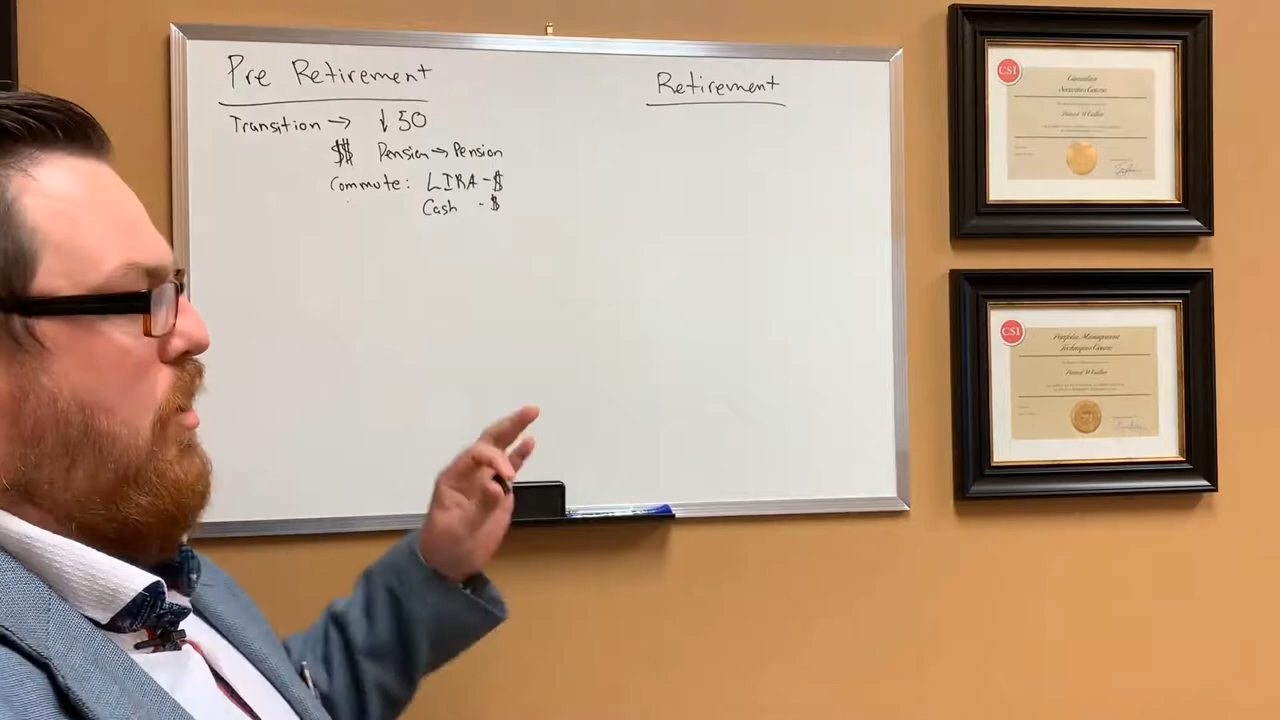 Pre Retirement
Transition → ↓ 50
$$ Pension → Pension
Commute: LIRA - $
Cash - $
Retirement
CSI
Canadian
Securities Course
CSI
Portfolio Management
Techniques Course